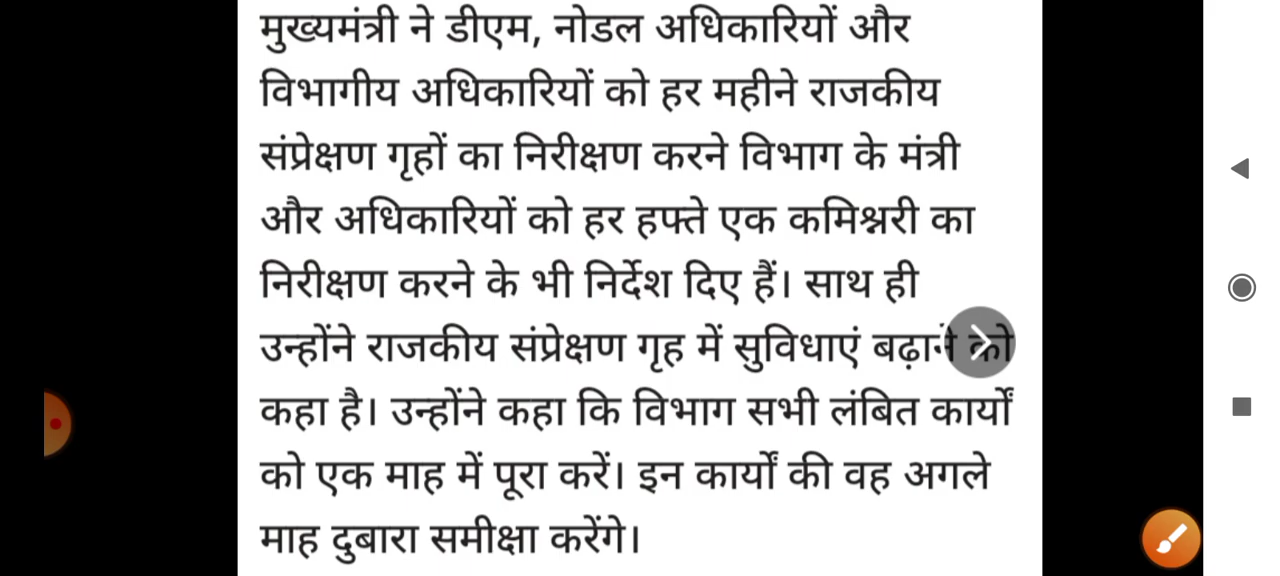 मुख्यमंत्री ने डीएम, नोडल अधिकारियों और
विभागीय अधिकारियों को हर महीने राजकीय
संप्रेक्षण गृहों का निरीक्षण करने विभाग के मंत्री
और अधिकारियों को हर हफ्ते एक कमिश्नरी का
निरीक्षण करने के भी निर्देश दिए हैं। साथ ही
उन्होंने राजकीय संप्रेक्षण गृह में सुविधाएं बढ़ाने को
कहा है। उन्होंने कहा कि विभाग सभी लंबित कार्यों
को एक माह में पूरा करें। इन कार्यों की वह अगले
माह दुबारा समीक्षा करेंगे।